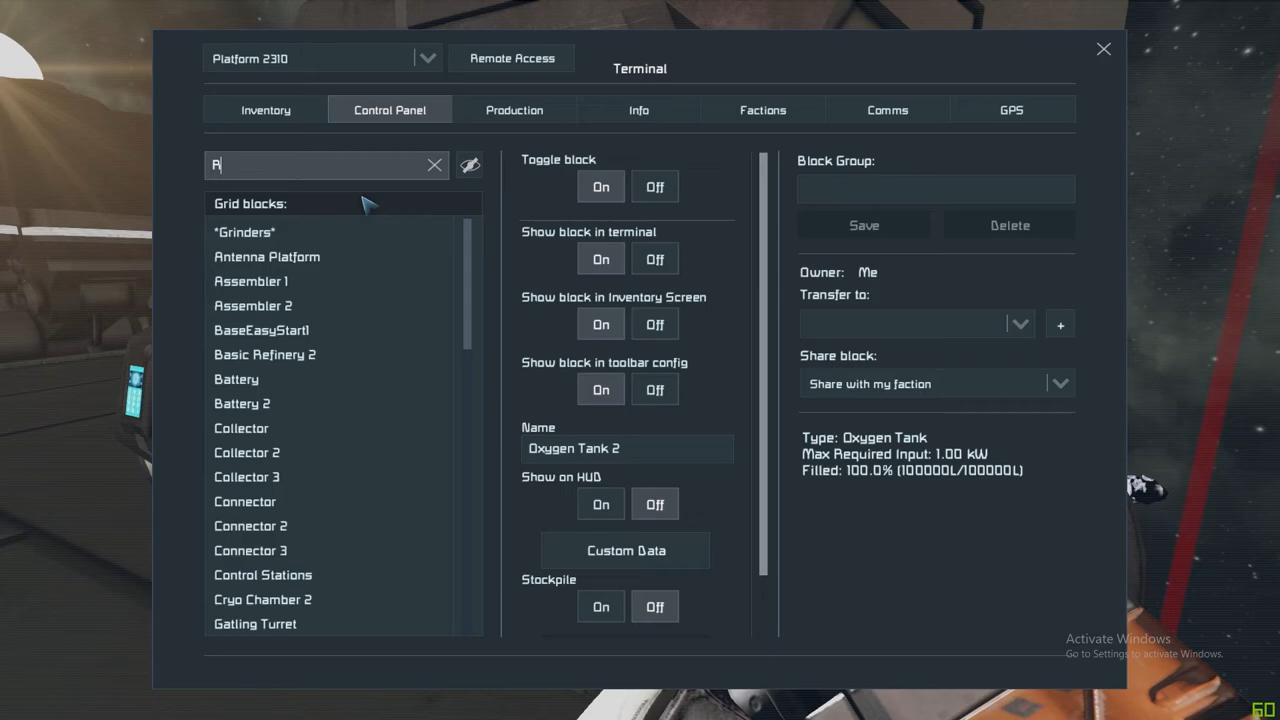 Platform 2310
Remote Access
Terminal
Inventory
Control Panel
Production
Info
Factions
Comms
GPS
R
Grid blocks:
*Grinders*
Antenna Platform
Assembler 1
Assembler 2
BaseEasyStart1
Basic Refinery 2
Battery
Battery 2
Collector
Collector 2
Collector 3
Connector
Connector 2
Connector 3
Control Stations
Cryo Chamber 2
Gatling Turret
Toggle block
On Off
Show block in terminal
On Off
Show block in Inventory Screen
On Off
Show block in toolbar config
On Off
Name
Oxygen Tank 2
Show on HUD
On Off
Custom Data
Stockpile
On Off
Block Group:
Save Delete
Owner: Me
Transfer to:
+
Share block:
Share with my faction
Type: Oxygen Tank
Max Required Input: 1.00 kW
Filled: 100.0% (100000L/100000L)
Activate Windows
Go to Settings to activate Windows.
60